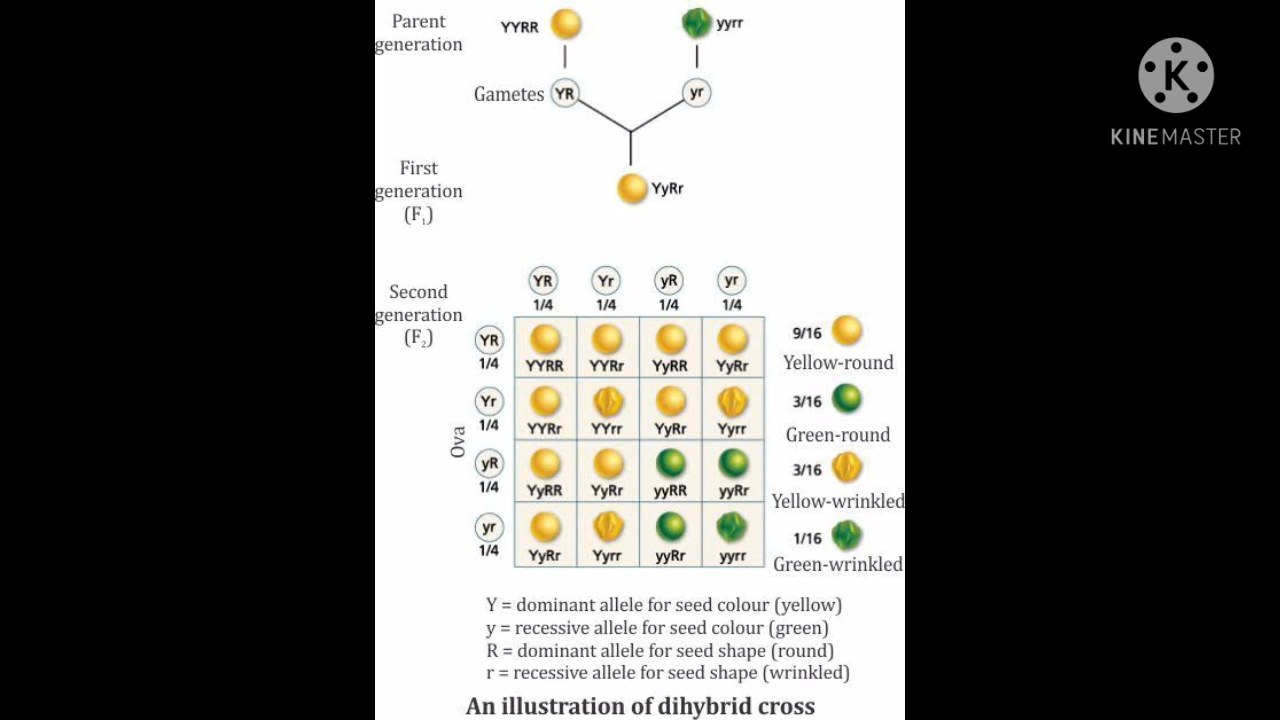 Parent
generation
YYRR
yyrr
Gametes
YR
yr
First
generation
(F₁)
YyRr
KINEMASTER
K
Second
generation
(F₂)
YR Yr yR yr
1/4 1/4 1/4 1/4
Ova
YR
1/4
YYRR YYRr YyRR YyRr
Yr
1/4
YYRr YYrr YyRr Yyrr
yR
1/4
YyRR YyRr yyRR yyRr
yr
1/4
YyRr Yyrr yyRr yyrr
9/16
Yellow-round
3/16
Green-round
3/16
Yellow-wrinkled
1/16
Green-wrinkled
Y = dominant allele for seed colour (yellow)
y = recessive allele for seed colour (green)
R = dominant allele for seed shape (round)
r = recessive allele for seed shape (wrinkled)
An illustration of dihybrid cross